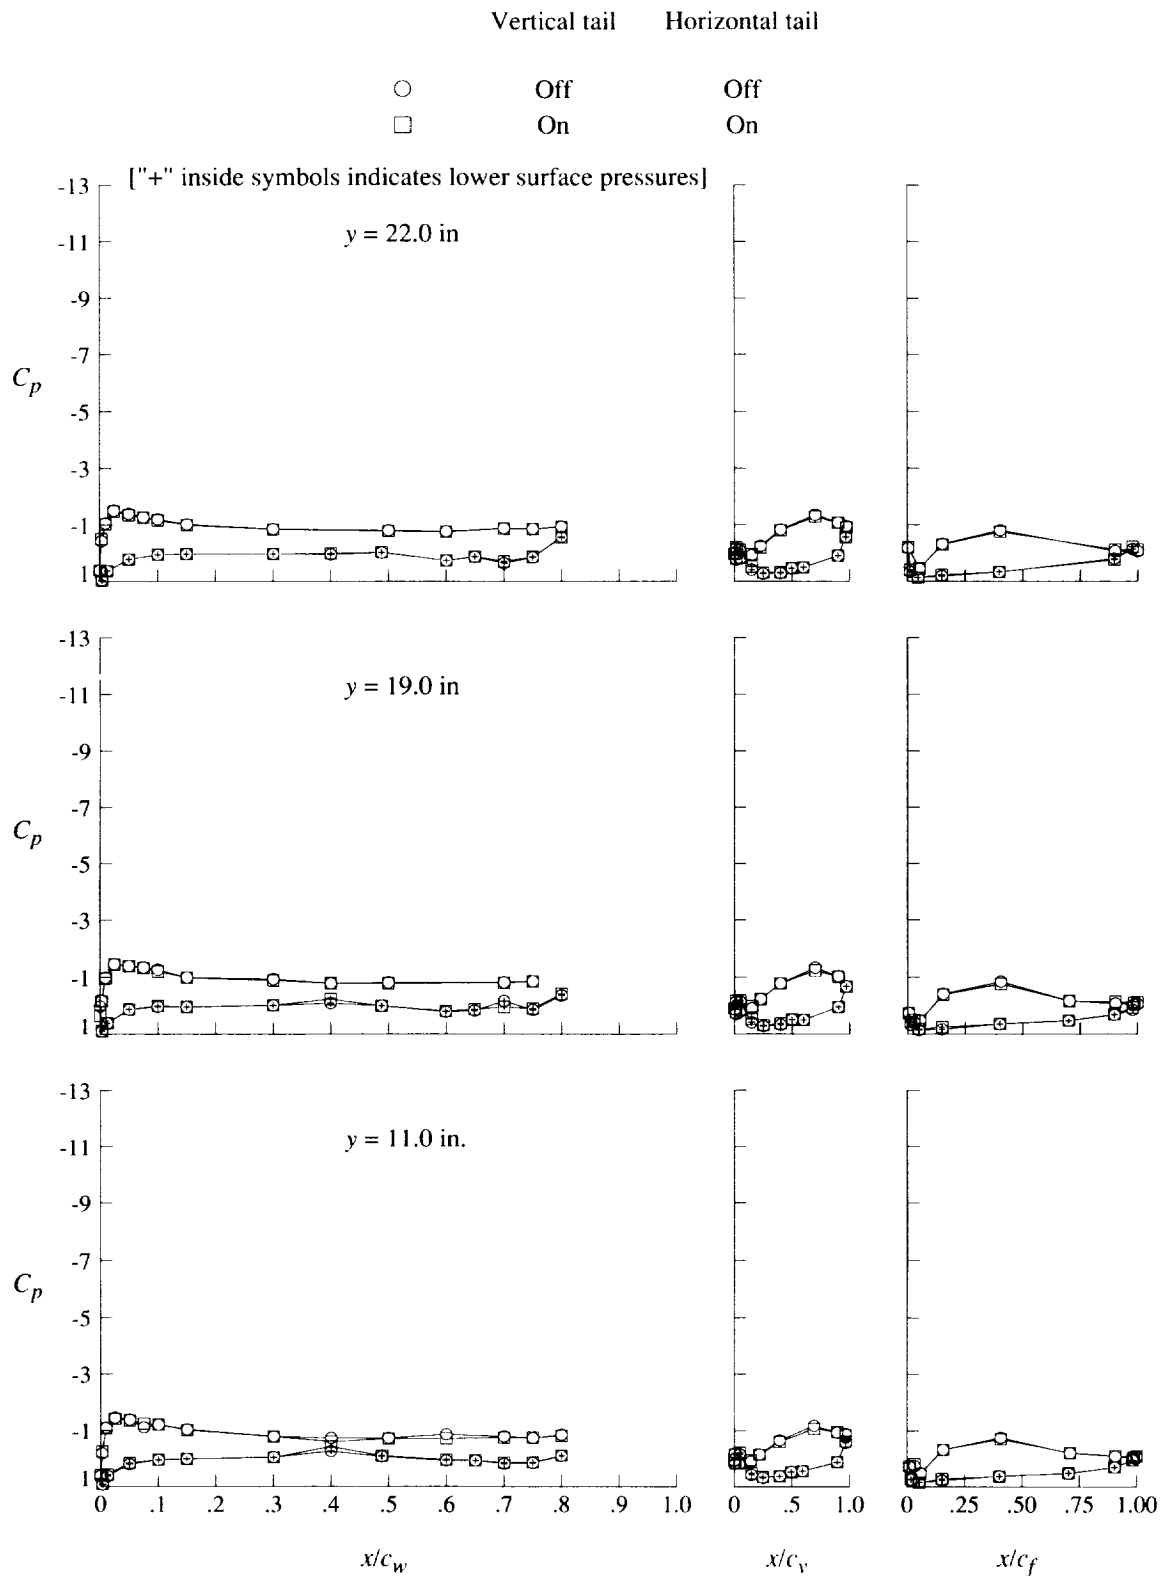 Vertical tail Horizontal tail
Off Off
On On
["+" inside symbols indicates lower surface pressures]
-13
-11
-9
-7
-5
-3
-1
1
C_p
y = 22.0 in
-13
-11
-9
-7
-5
-3
-1
1
C_p
y = 19.0 in
-13
-11
-9
-7
-5
-3
-1
1
C_p
y = 11.0 in.
0 .1 .2 .3 .4 .5 .6 .7 .8 .9 1.0
0 .5 1.0
0 .25 .50 .75 1.00
x/c_w
x/c_v
x/c_f